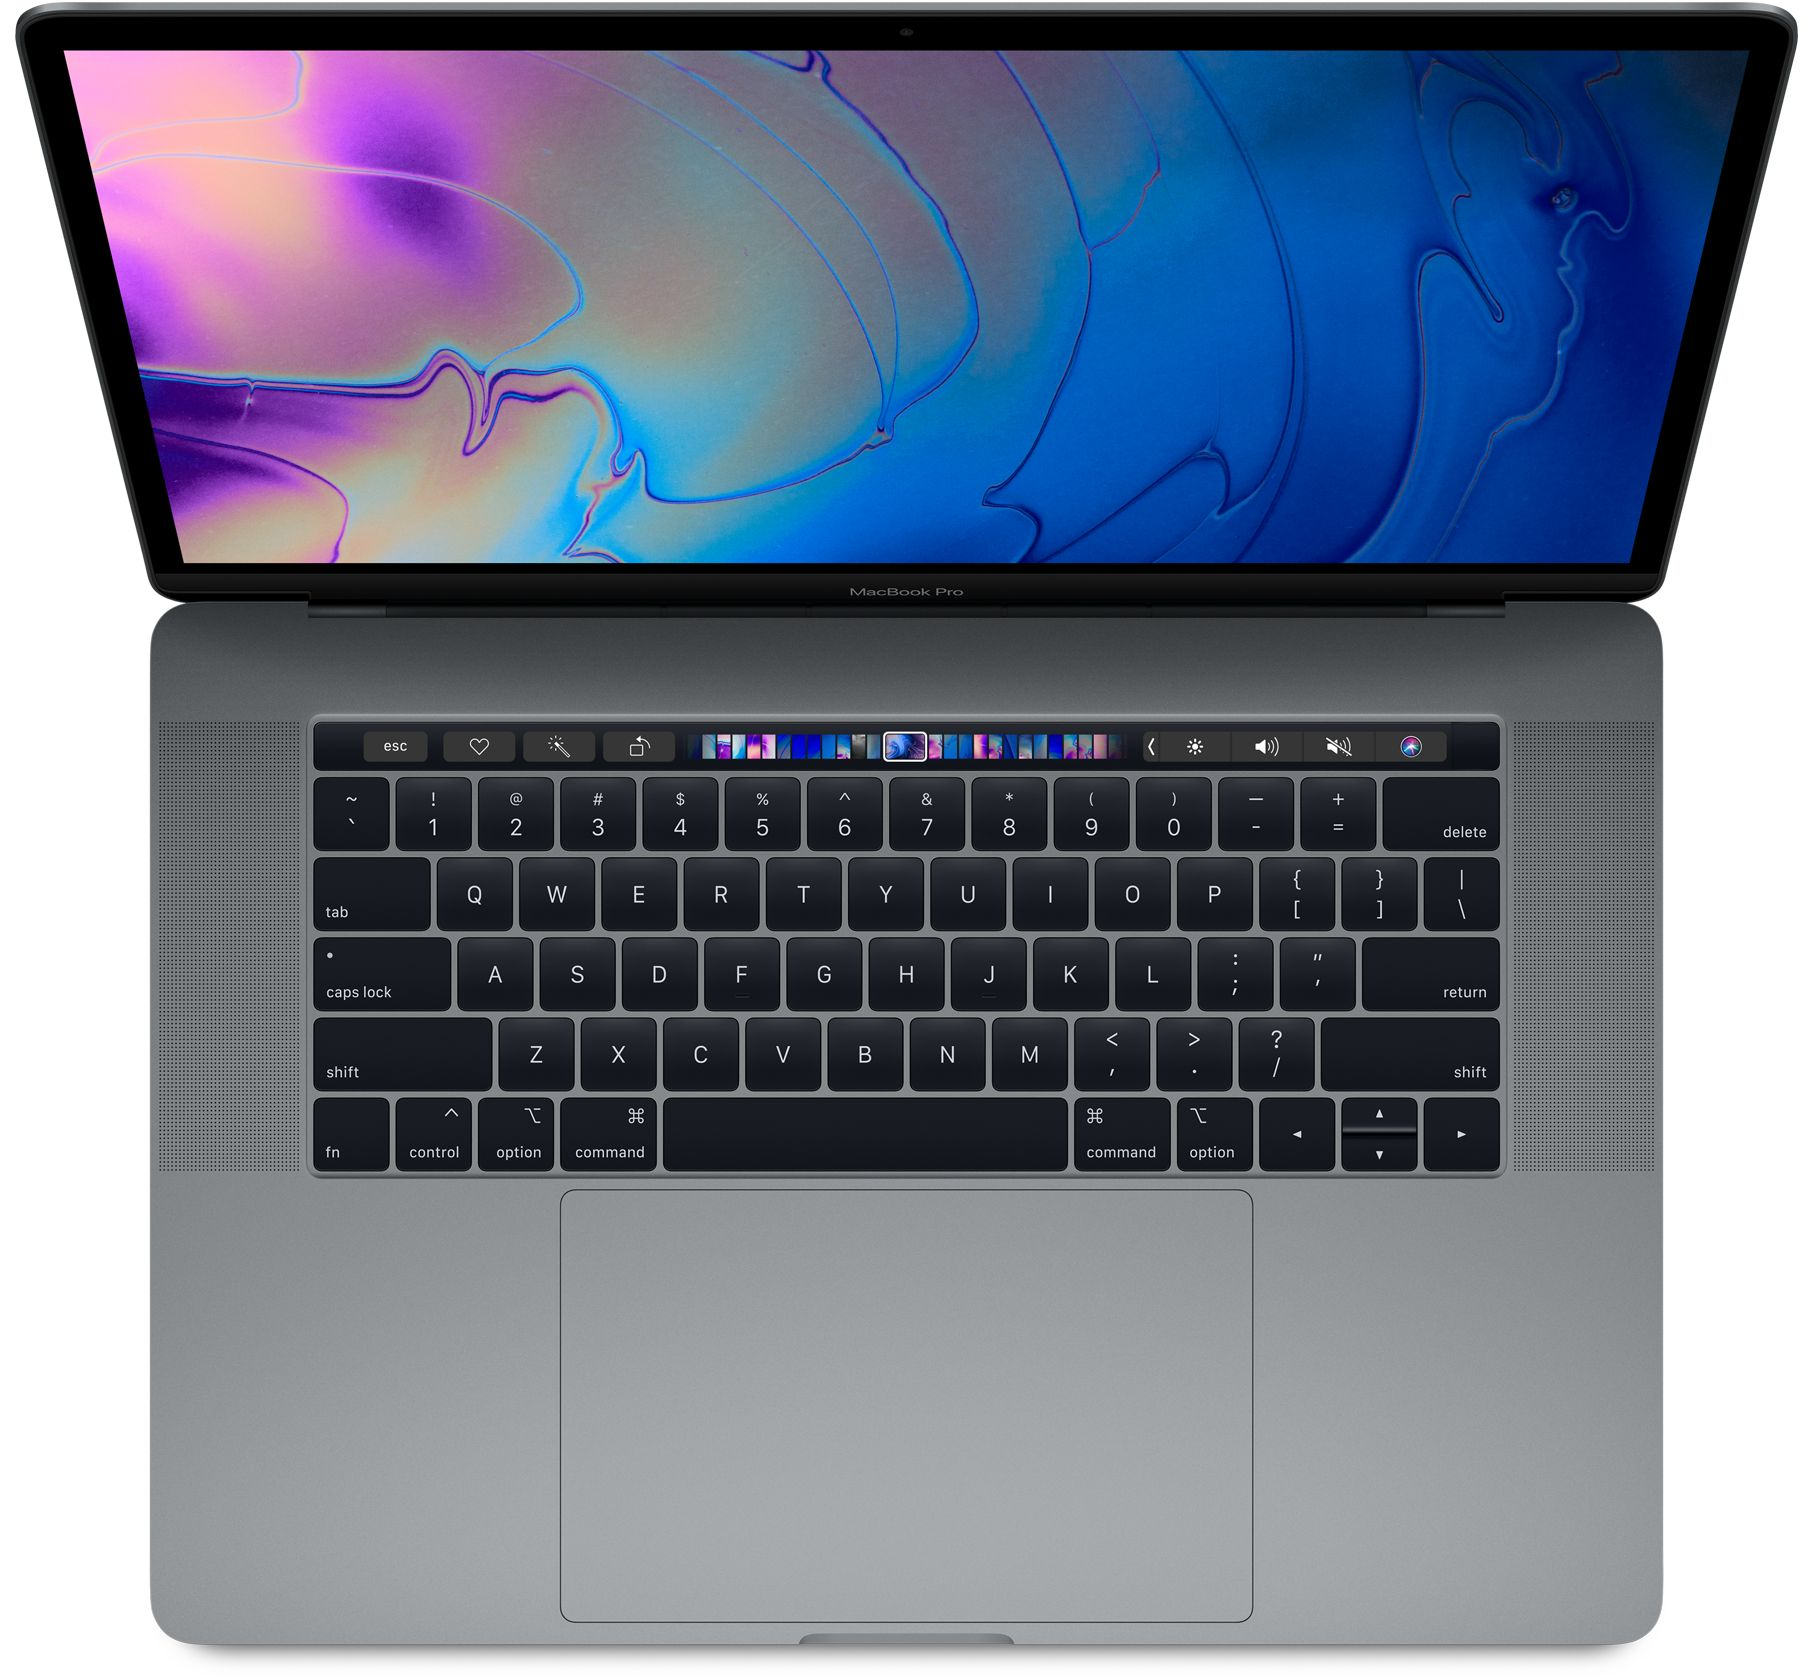 MacBook Pro
esc
~ ! @ # $ % ^ & * ( ) — +
` 1 2 3 4 5 6 7 8 9 0 - = delete
tab Q W E R T Y U I O P { [ } ] | \
caps lock A S D F G H J K L : ; " ' return
shift Z X C V B N M < , > . ? / shift
fn ^ control ⌥ option ⌘ command ⌘ command ⌥ option ◂ ▴ ▾ ▸